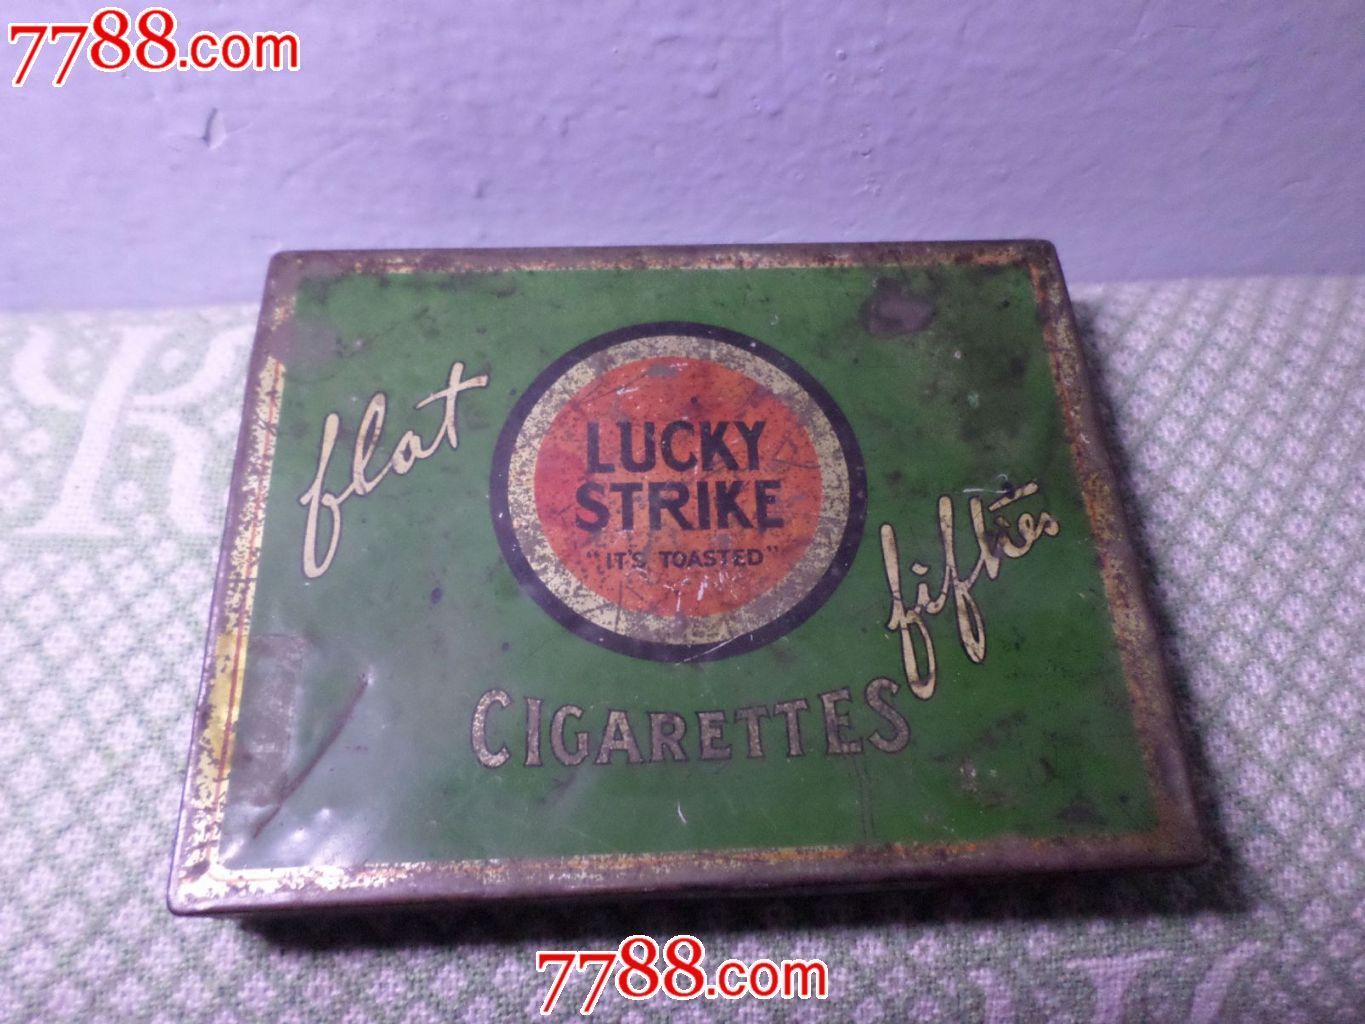 7788.com
flat
LUCKY
STRIKE
"IT'S TOASTED"
fifties
CIGARETTES
7788.com